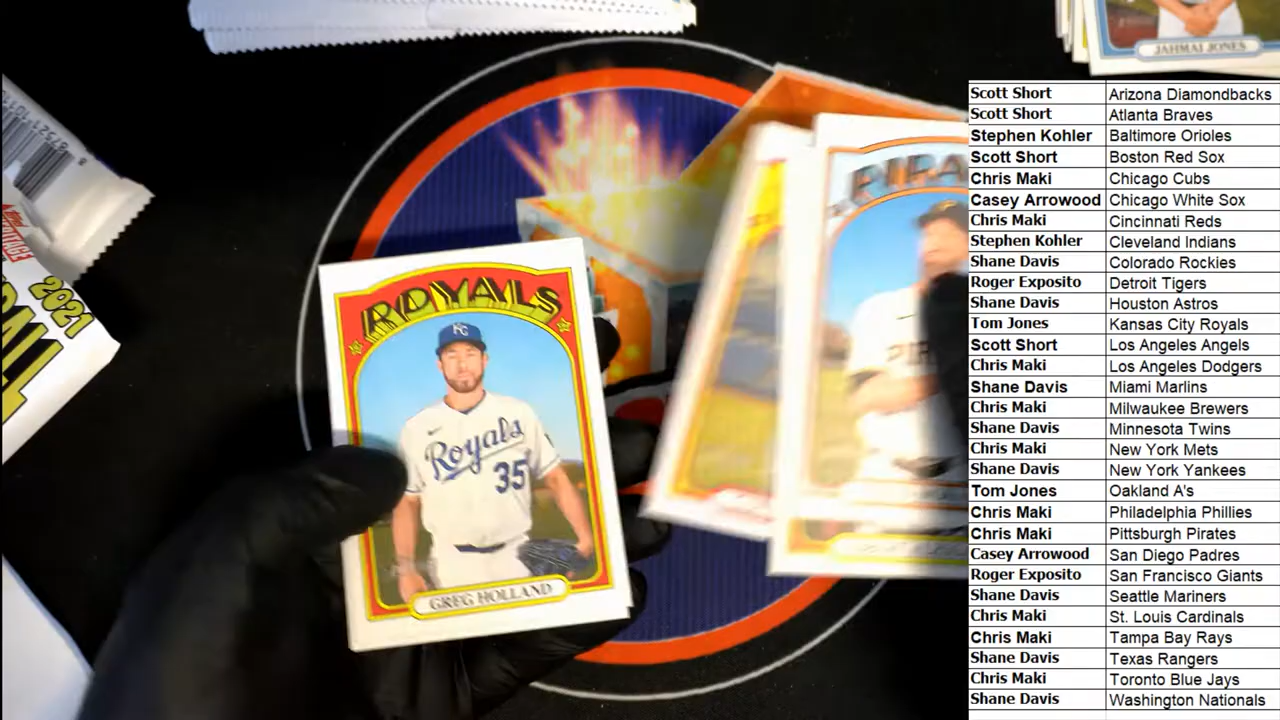 JAHMAI JONES
HERITAGE
2021
ROYALS
KC
Royals
35
GREG HOLLAND
PIRA
PIR
Scott Short Arizona Diamondbacks
Scott Short Atlanta Braves
Stephen Kohler Baltimore Orioles
Scott Short Boston Red Sox
Chris Maki Chicago Cubs
Casey Arrowood Chicago White Sox
Chris Maki Cincinnati Reds
Stephen Kohler Cleveland Indians
Shane Davis Colorado Rockies
Roger Exposito Detroit Tigers
Shane Davis Houston Astros
Tom Jones Kansas City Royals
Scott Short Los Angeles Angels
Chris Maki Los Angeles Dodgers
Shane Davis Miami Marlins
Chris Maki Milwaukee Brewers
Shane Davis Minnesota Twins
Chris Maki New York Mets
Shane Davis New York Yankees
Tom Jones Oakland A's
Chris Maki Philadelphia Phillies
Chris Maki Pittsburgh Pirates
Casey Arrowood San Diego Padres
Roger Exposito San Francisco Giants
Shane Davis Seattle Mariners
Chris Maki St. Louis Cardinals
Chris Maki Tampa Bay Rays
Shane Davis Texas Rangers
Chris Maki Toronto Blue Jays
Shane Davis Washington Nationals